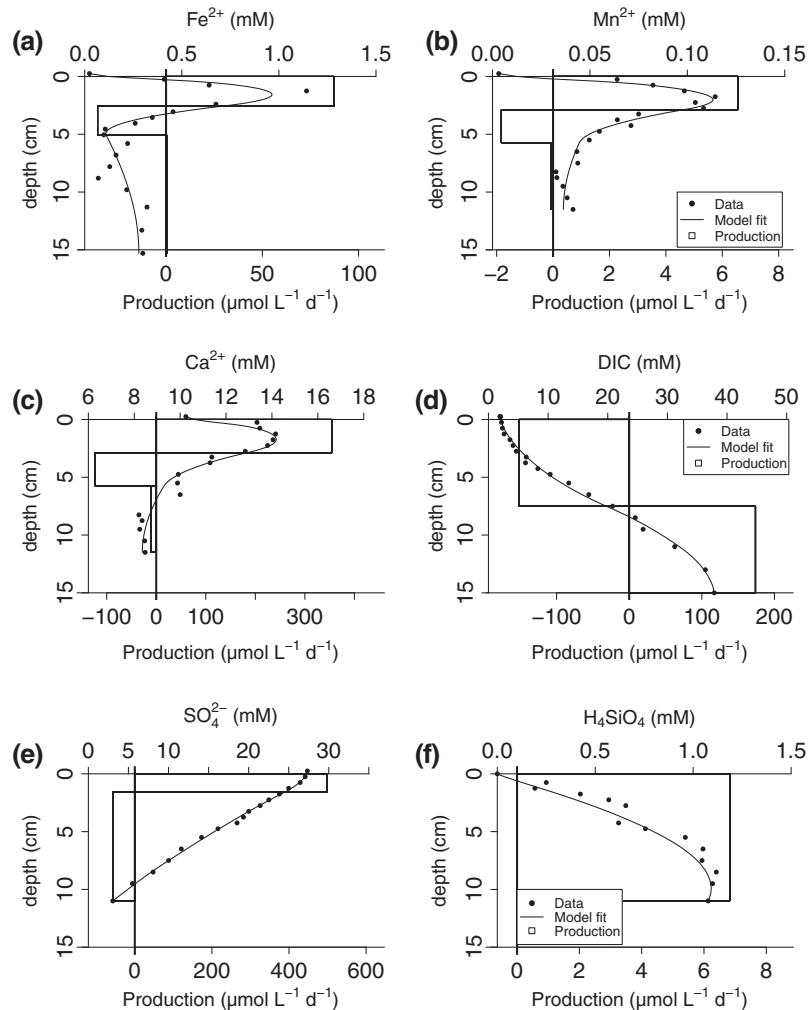 (a)
Fe²⁺ (mM)
0.0 0.5 1.0 1.5
depth (cm)
0
5
10
15
0 50 100
Production (µmol L⁻¹ d⁻¹)
(b)
Mn²⁺ (mM)
0.00 0.05 0.10 0.15
depth (cm)
0
5
10
15
Data
Model fit
Production
−2 0 2 4 6 8
Production (µmol L⁻¹ d⁻¹)
(c)
Ca²⁺ (mM)
6 8 10 12 14 16 18
depth (cm)
0
5
10
15
−100 0 100 300
Production (µmol L⁻¹ d⁻¹)
(d)
DIC (mM)
0 5 15 25 35 45
depth (cm)
0
5
10
15
Data
Model fit
Production
−100 0 100 200
Production (µmol L⁻¹ d⁻¹)
(e)
SO₄²⁻ (mM)
0 5 10 20 30
depth (cm)
0
5
10
15
0 200 400 600
Production (µmol L⁻¹ d⁻¹)
(f)
H₄SiO₄ (mM)
0.0 0.5 1.0 1.5
depth (cm)
0
5
10
15
Data
Model fit
Production
0 2 4 6 8
Production (µmol L⁻¹ d⁻¹)